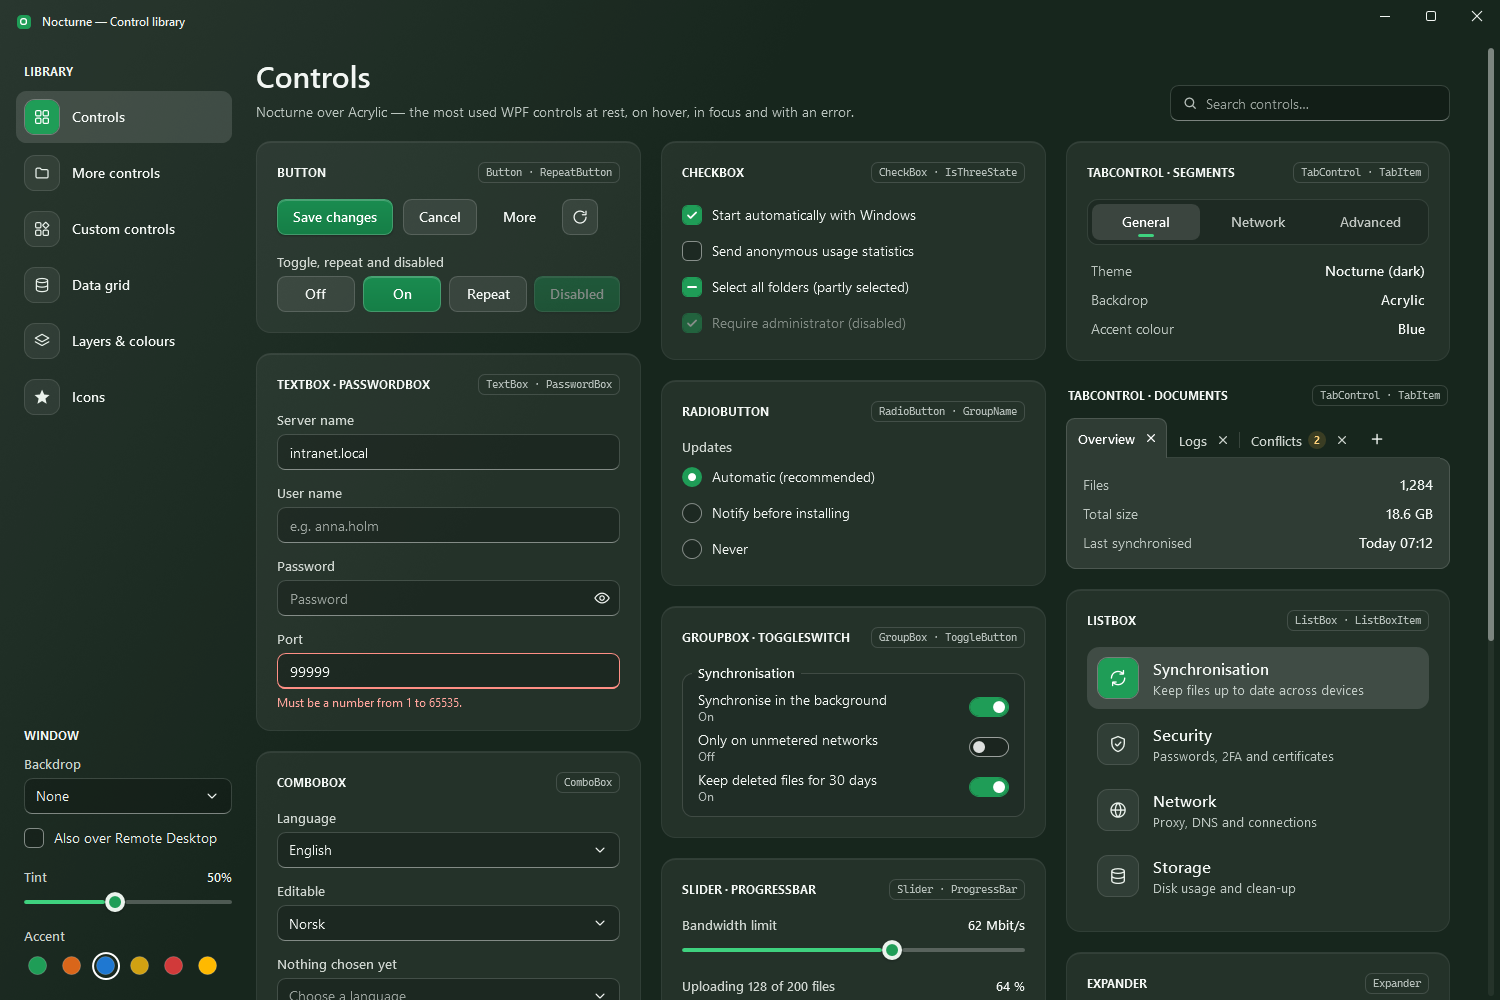 Nocturne — Control library
LIBRARY
Controls
More controls
Custom controls
Data grid
Layers & colours
Icons
WINDOW
Backdrop
None
Also over Remote Desktop
Tint 50%
Accent
Controls
Nocturne over Acrylic — the most used WPF controls at rest, on hover, in focus and with an error.
Search controls...
BUTTON Button · RepeatButton
Save changes Cancel More
Toggle, repeat and disabled
Off On Repeat Disabled
TEXTBOX · PASSWORDBOX TextBox · PasswordBox
Server name
intranet.local
User name
e.g. anna.holm
Password
Password
Port
99999
Must be a number from 1 to 65535.
COMBOBOX ComboBox
Language
English
Editable
Norsk
Nothing chosen yet
Choose a language
CHECKBOX CheckBox · IsThreeState
Start automatically with Windows
Send anonymous usage statistics
Select all folders (partly selected)
Require administrator (disabled)
RADIOBUTTON RadioButton · GroupName
Updates
Automatic (recommended)
Notify before installing
Never
GROUPBOX · TOGGLESWITCH GroupBox · ToggleButton
Synchronisation
Synchronise in the background
On
Only on unmetered networks
Off
Keep deleted files for 30 days
On
SLIDER · PROGRESSBAR Slider · ProgressBar
Bandwidth limit 62 Mbit/s
Uploading 128 of 200 files 64 %
TABCONTROL · SEGMENTS TabControl · TabItem
General Network Advanced
Theme Nocturne (dark)
Backdrop Acrylic
Accent colour Blue
TABCONTROL · DOCUMENTS TabControl · TabItem
Overview Logs Conflicts 2
Files 1,284
Total size 18.6 GB
Last synchronised Today 07:12
LISTBOX ListBox · ListBoxItem
Synchronisation
Keep files up to date across devices
Security
Passwords, 2FA and certificates
Network
Proxy, DNS and connections
Storage
Disk usage and clean-up
EXPANDER Expander